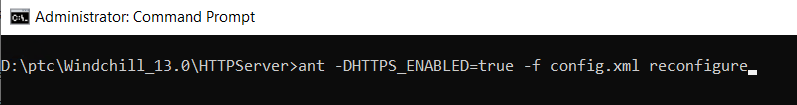 Administrator: Command Prompt
D:\ptc\Windchill_13.0\HTTPServer>ant -DHTTPS_ENABLED=true -f config.xml reconfigure